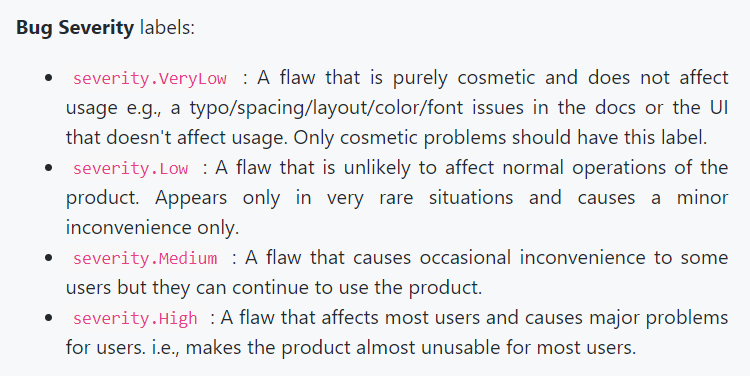 Bug Severity labels:
• severity.VeryLow : A flaw that is purely cosmetic and does not affect
usage e.g., a typo/spacing/layout/color/font issues in the docs or the UI
that doesn't affect usage. Only cosmetic problems should have this label.
• severity.Low : A flaw that is unlikely to affect normal operations of the
product. Appears only in very rare situations and causes a minor
inconvenience only.
• severity.Medium : A flaw that causes occasional inconvenience to some
users but they can continue to use the product.
• severity.High : A flaw that affects most users and causes major problems
for users. i.e., makes the product almost unusable for most users.